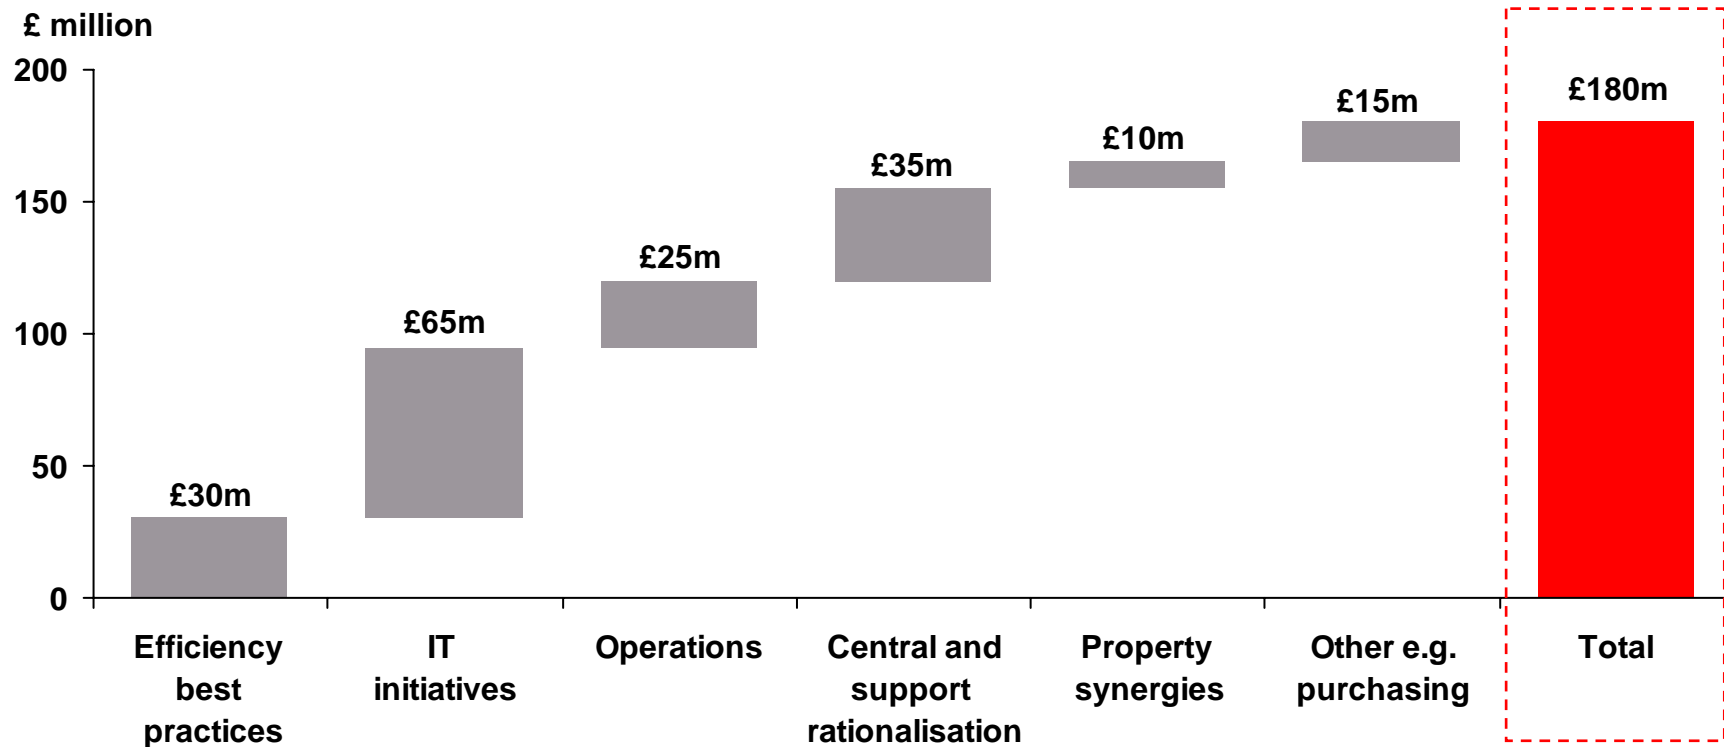 £ million
200
150
100
50
0
£30m
£65m
£25m
£35m
£10m
£15m
£180m
Efficiency
best
practices
IT
initiatives
Operations
Central and
support
rationalisation
Property
synergies
Other e.g.
purchasing
Total